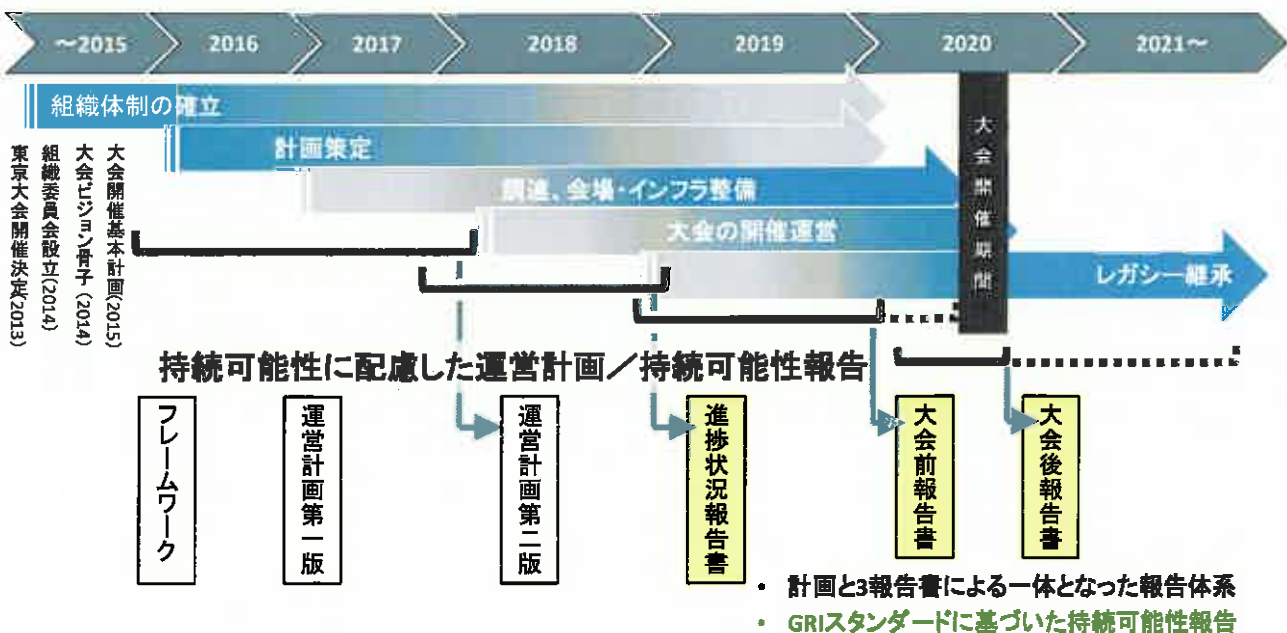 ~2015
2016
2017
2018
2019
2020
2021~
組織体制の確立
計画策定
調達、会場・インフラ整備
大会の開催運営
レガシー継承
大会開催期間
大会開催基本計画(2015)
大会ビジョン骨子(2014)
組織委員会設立(2014)
東京大会開催決定(2013)
持続可能性に配慮した運営計画／持続可能性報告
フレームワーク
運営計画第一版
運営計画第二版
進捗状況報告書
大会前報告書
大会後報告書
・ 計画と3報告書による一体となった報告体系
・ GRIスタンダードに基づいた持続可能性報告